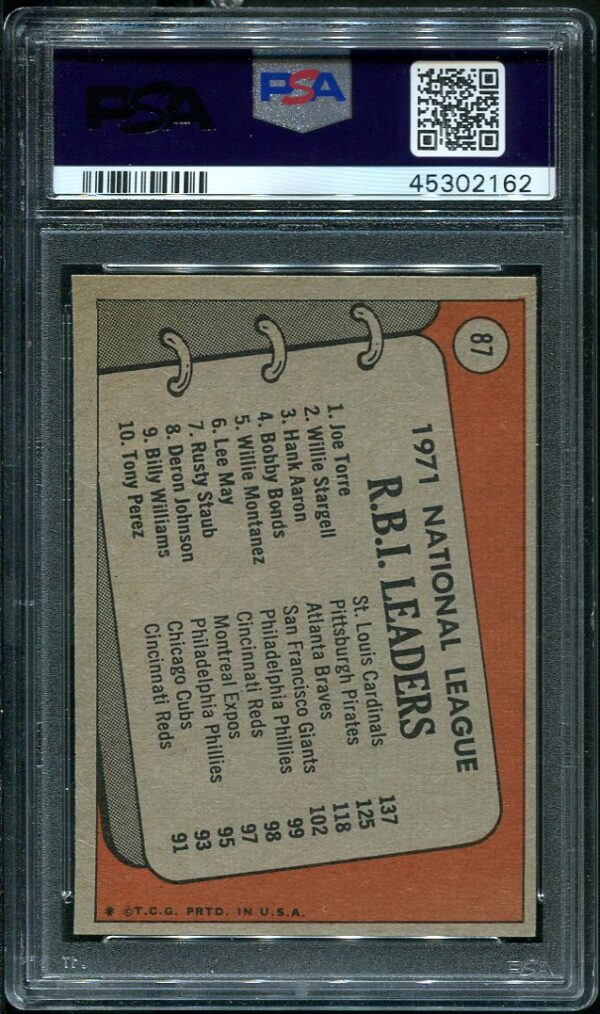 PSA
PSA
45302162
87
1971 NATIONAL LEAGUE
R.B.I. LEADERS
1. Joe Torre St. Louis Cardinals 137
2. Willie Stargell Pittsburgh Pirates 125
3. Hank Aaron Atlanta Braves 118
4. Bobby Bonds San Francisco Giants 102
5. Willie Montanez Philadelphia Phillies 99
6. Lee May Cincinnati Reds 98
7. Rusty Staub Montreal Expos 97
8. Deron Johnson Philadelphia Phillies 95
9. Billy Williams Chicago Cubs 93
10. Tony Perez Cincinnati Reds 91
* ©T.C.G. PRTD. IN U.S.A.
PSA